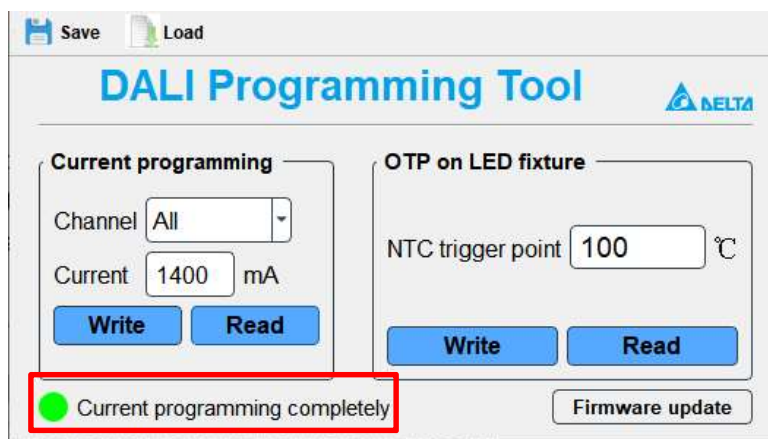 Save Load
DALI Programming Tool
DELTA
Current programming
Channel All
Current 1400 mA
Write Read
OTP on LED fixture
NTC trigger point 100 ℃
Write Read
Current programming completely
Firmware update